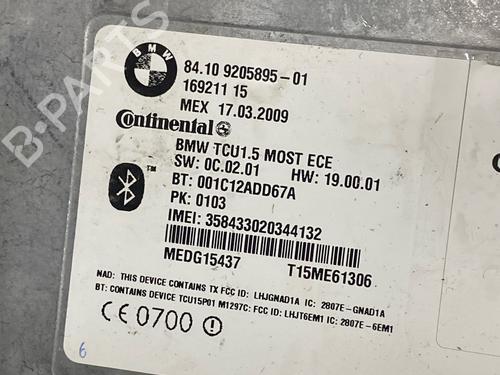 BMW
84.10 9205895-01
169211 15
MEX 17.03.2009
Continental
BMW TCU1.5 MOST ECE
SW: 0C.02.01 HW: 19.00.01
BT: 001C12ADD67A
PK: 0103
IMEI: 358433020344132
MEDG15437 T15ME61306
NAD: THIS DEVICE CONTAINS TX FCC ID: LHJGNAD1A IC: 2807E-GNAD1A
BT: CONTAINS DEVICE TCU15P01 M1297C: FCC ID: LHJT6EM1 IC: 2807E-6EM1
CE 0700
6
B-PARTS